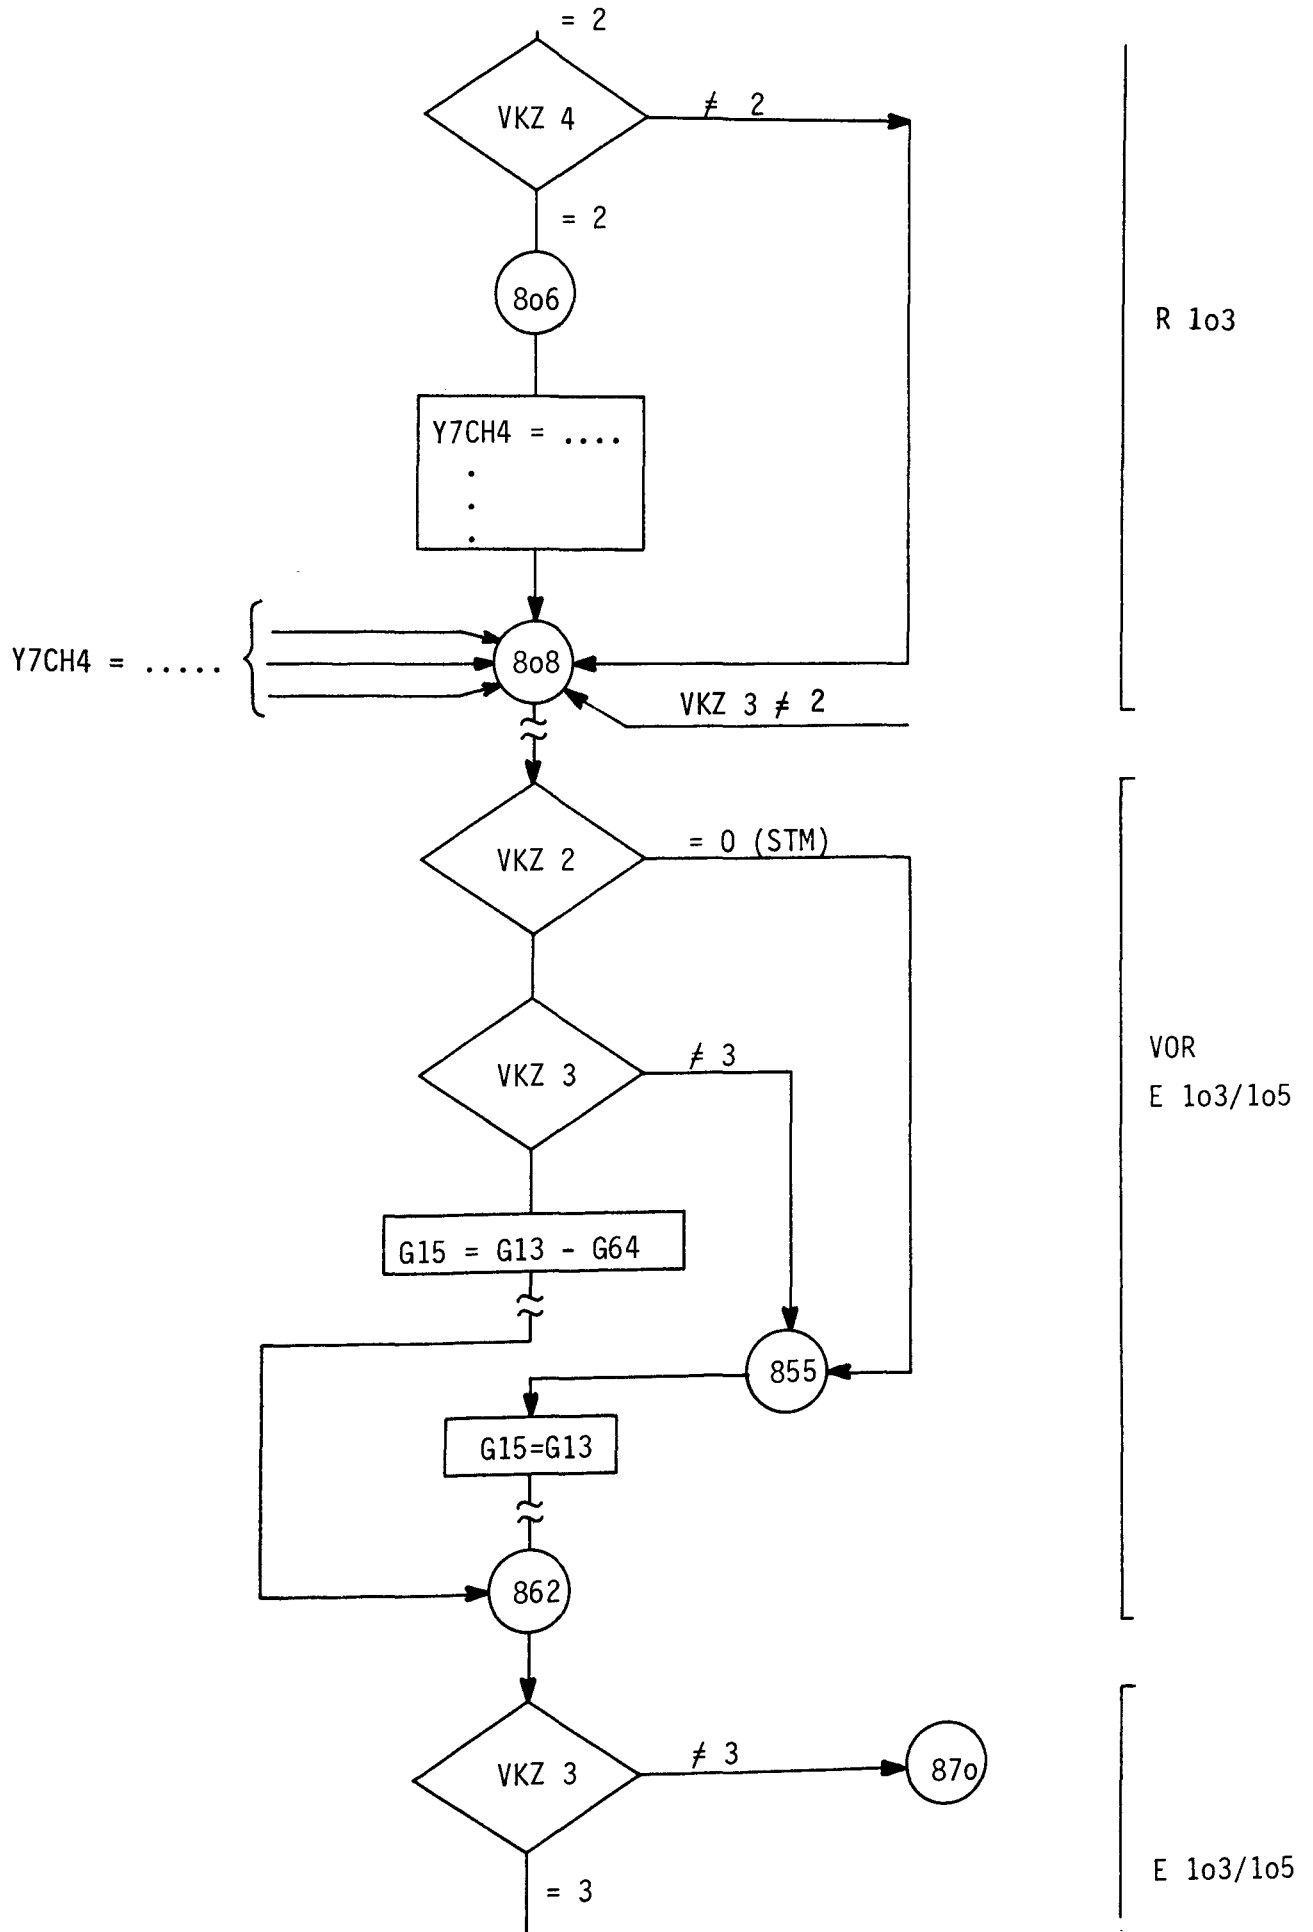 = 2
VKZ 4
≠ 2
= 2
8o6
R 1o3
Y7CH4 = ....
.
.
.
Y7CH4 = .....
8o8
VKZ 3 ≠ 2
VKZ 2
= 0 (STM)
VKZ 3
≠ 3
VOR
E 1o3/1o5
G15 = G13 - G64
855
G15=G13
862
VKZ 3
≠ 3
87o
= 3
E 1o3/1o5